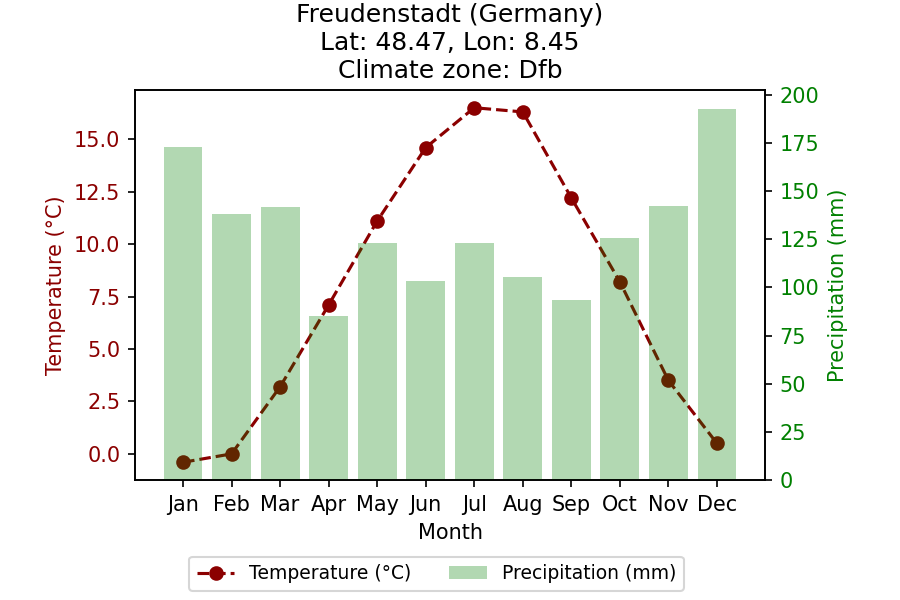 Freudenstadt (Germany)
Lat: 48.47, Lon: 8.45
Climate zone: Dfb
Temperature (°C)
15.0
12.5
10.0
7.5
5.0
2.5
0.0
Precipitation (mm)
200
175
150
125
100
75
50
25
0
Jan Feb Mar Apr May Jun Jul Aug Sep Oct Nov Dec
Month
Temperature (°C) Precipitation (mm)